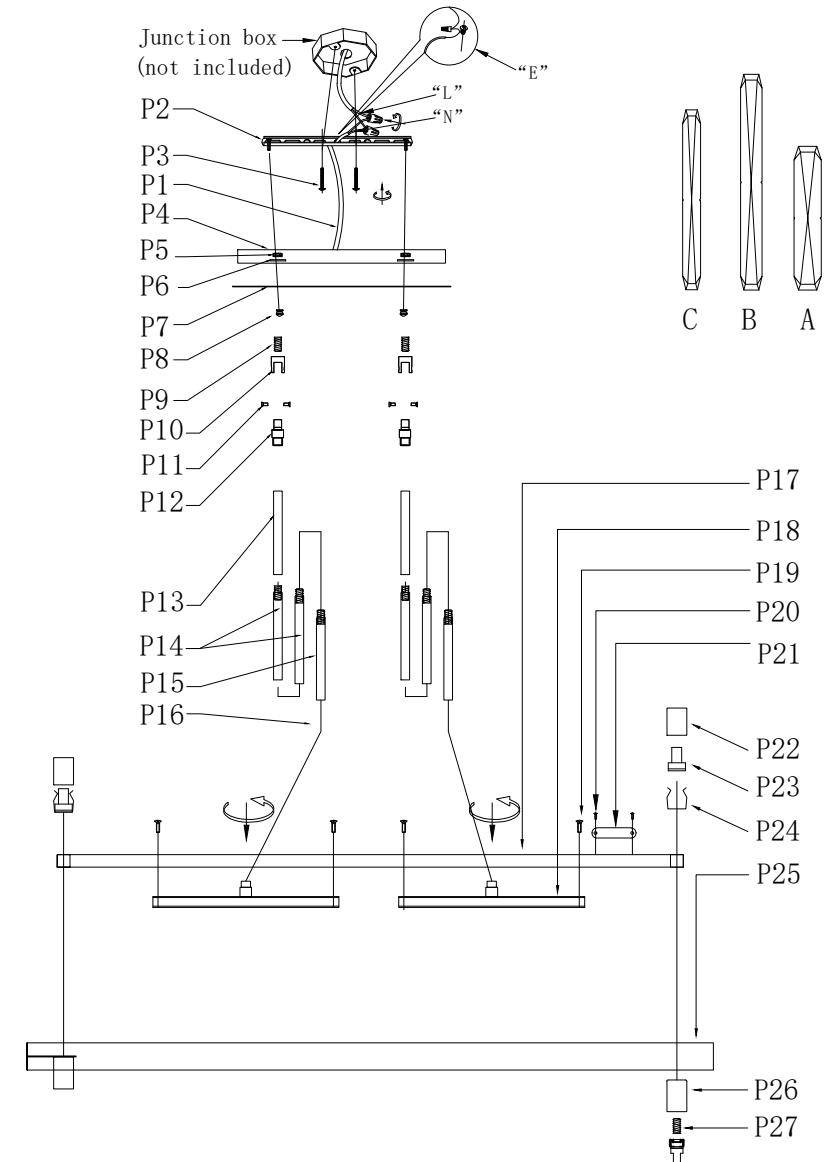 Junction box
(not included)
“E”
“L”
“N”
P2
P3
P1
P4
P5
P6
P7
P8
P9
P10
P11
P12
P13
P14
P15
P16
C B A
P17
P18
P19
P20
P21
P22
P23
P24
P25
P26
P27